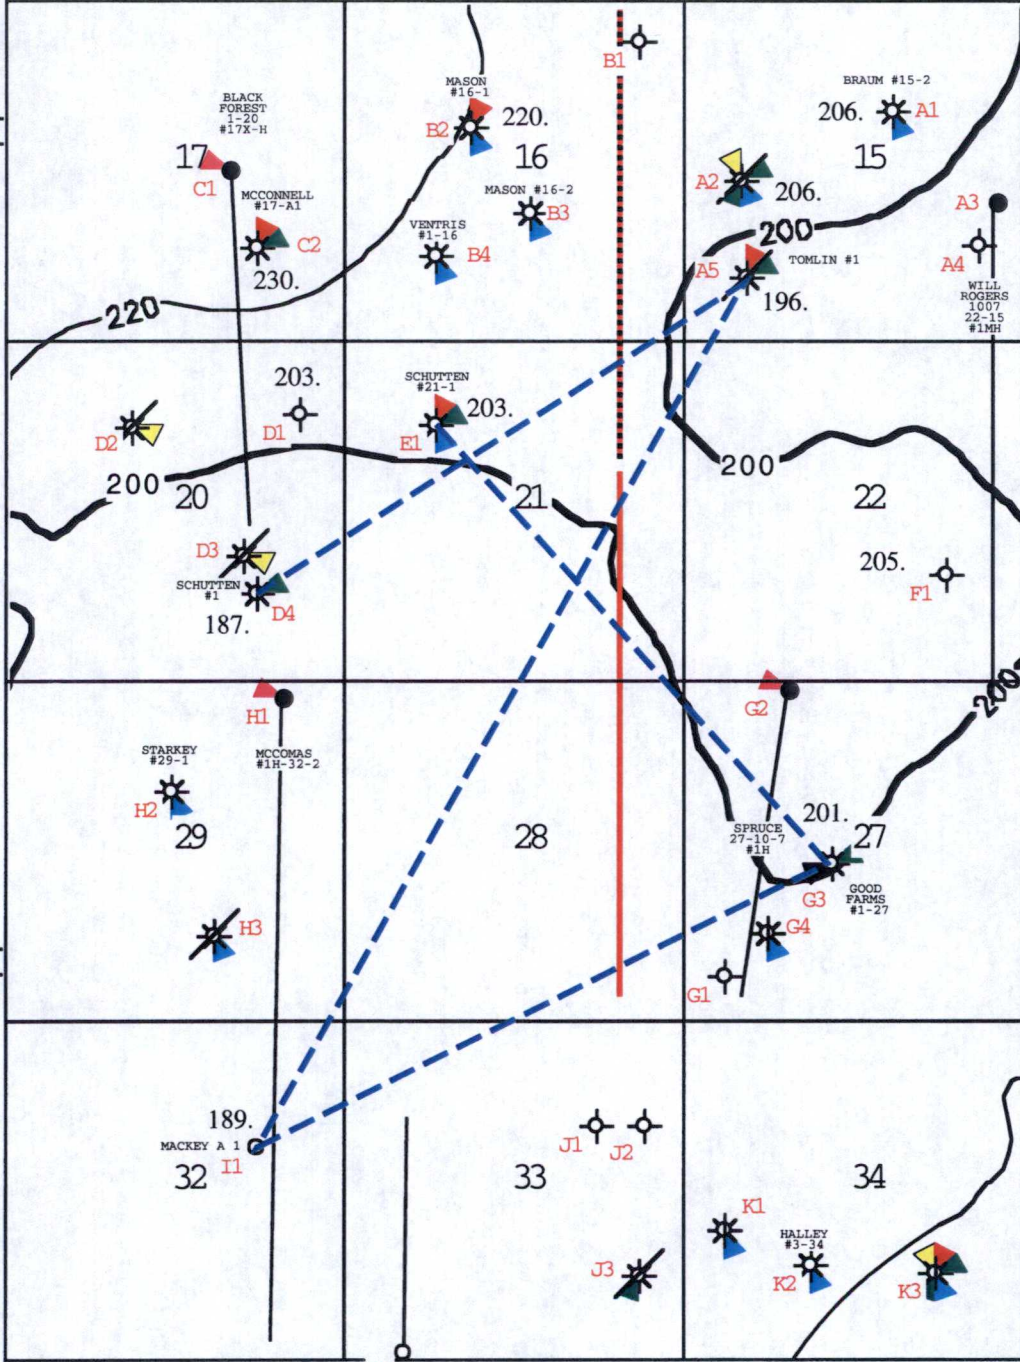 B1
MASON
#16-1
B2
220.
16
BRAUM #15-2
206.
A1
15
BLACK
FOREST
1-20
#17X-H
17
C1
MCCONNELL
#17-A1
C2
230.
MASON #16-2
B3
VENTRIS
#1-16
B4
A2
206.
200
A5
TOMLIN #1
196.
A3
A4
WILL
ROGERS
1007
22-15
#1MH
220
203.
D1
SCHUTTEN
#21-1
203.
E1
D2
200
20
21
200
22
D3
SCHUTTEN
#1
D4
187.
205.
F1
H1
G2
200
STARKEY
#29-1
H2
29
MCCOMAS
#1H-32-2
28
201.
SPRUCE
27-10-7
#1H
27
G3
GOOD
FARMS
#1-27
H3
G4
G1
189.
MACKEY A 1
I1
32
J1
J2
33
34
K1
HALLEY
#3-34
K2
J3
K3